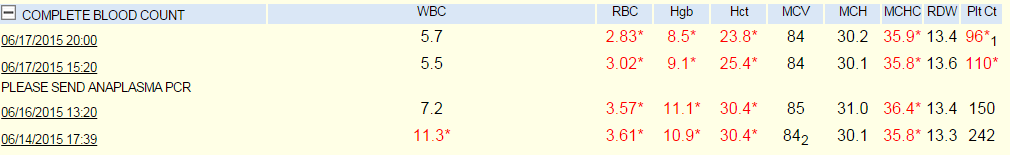 COMPLETE BLOOD COUNT WBC RBC Hgb Hct MCV MCH MCHC RDW Plt Ct
06/17/2015 20:00 5.7 2.83* 8.5* 23.8* 84 30.2 35.9* 13.4 96*1
06/17/2015 15:20 5.5 3.02* 9.1* 25.4* 84 30.1 35.8* 13.6 110*
PLEASE SEND ANAPLASMA PCR
06/16/2015 13:20 7.2 3.57* 11.1* 30.4* 85 31.0 36.4* 13.4 150
06/14/2015 17:39 11.3* 3.61* 10.9* 30.4* 842 30.1 35.8* 13.3 242